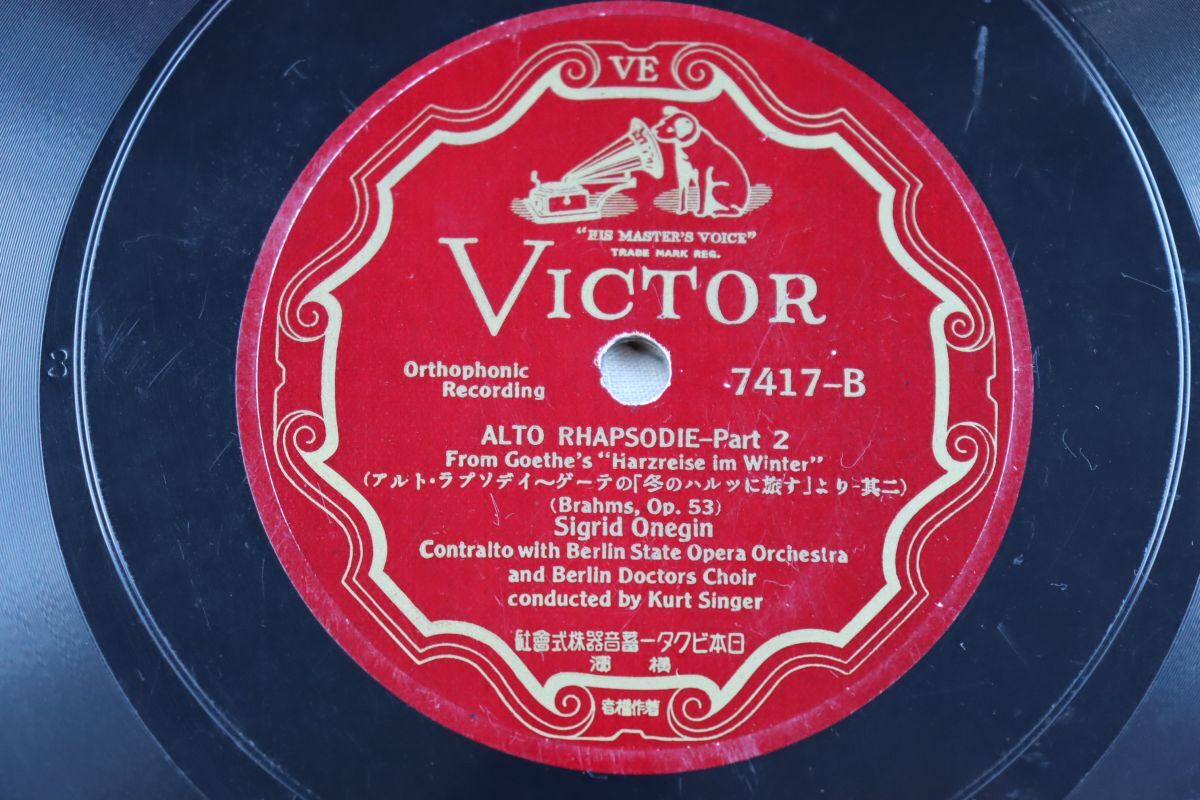 VE
"HIS MASTER'S VOICE"
TRADE MARK REG.
VICTOR
Orthophonic
Recording
7417-B
ALTO RHAPSODIE-Part 2
From Goethe's "Harzreise im Winter"
(アルト・ラプソデイ〜ゲーテの「冬のハルツに旅す」より-其二)
(Brahms, Op. 53)
Sigrid Onegin
Contralto with Berlin State Opera Orchestra
and Berlin Doctors Choir
conducted by Kurt Singer
社會式株器音蓄ータクビ本日
濱橫
音權作著
3